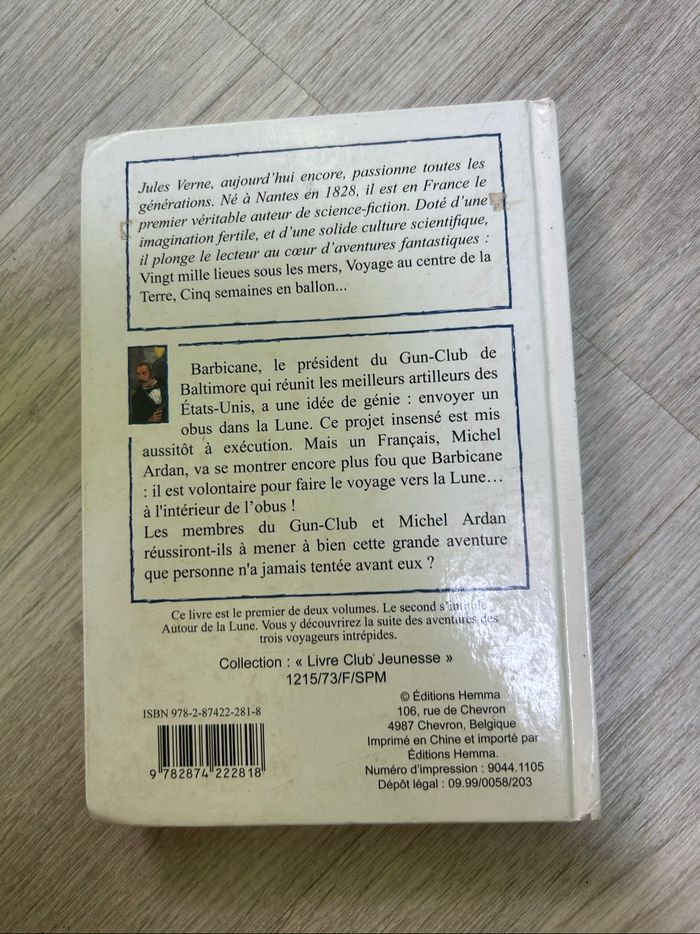 Jules Verne, aujourd'hui encore, passionne toutes les
générations. Né à Nantes en 1828, il est en France le
premier véritable auteur de science-fiction. Doté d'une
imagination fertile, et d'une solide culture scientifique,
il plonge le lecteur au cœur d'aventures fantastiques :
Vingt mille lieues sous les mers, Voyage au centre de la
Terre, Cinq semaines en ballon...
Barbicane, le président du Gun-Club de
Baltimore qui réunit les meilleurs artilleurs des
États-Unis, a une idée de génie : envoyer un
obus dans la Lune. Ce projet insensé est mis
aussitôt à exécution. Mais un Français, Michel
Ardan, va se montrer encore plus fou que Barbicane
: il est volontaire pour faire le voyage vers la Lune...
à l'intérieur de l'obus !
Les membres du Gun-Club et Michel Ardan
réussiront-ils à mener à bien cette grande aventure
que personne n'a jamais tentée avant eux ?
Ce livre est le premier de deux volumes. Le second s'intitule
Autour de la Lune. Vous y découvrirez la suite des aventures des
trois voyageurs intrépides.
Collection : « Livre Club Jeunesse »
1215/73/F/SPM
ISBN 978-2-87422-281-8
9 782874 222818
© Éditions Hemma
106, rue de Chevron
4987 Chevron, Belgique
Imprimé en Chine et importé par
Éditions Hemma.
Numéro d'impression : 9044.1105
Dépôt légal : 09.99/0058/203